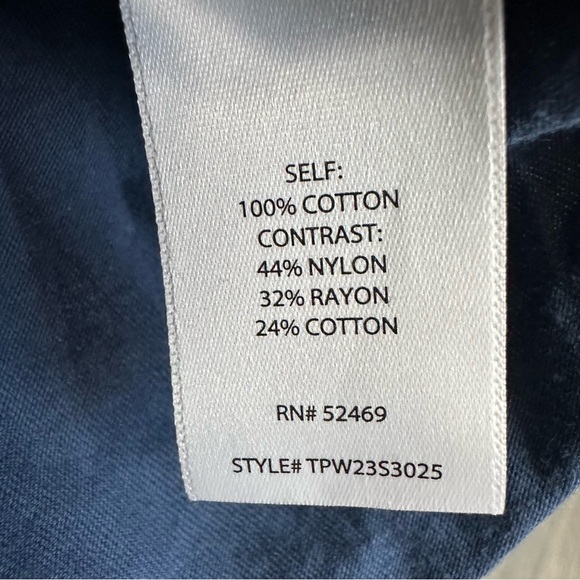 SELF:
100% COTTON
CONTRAST:
44% NYLON
32% RAYON
24% COTTON
RN# 52469
STYLE# TPW23S3025